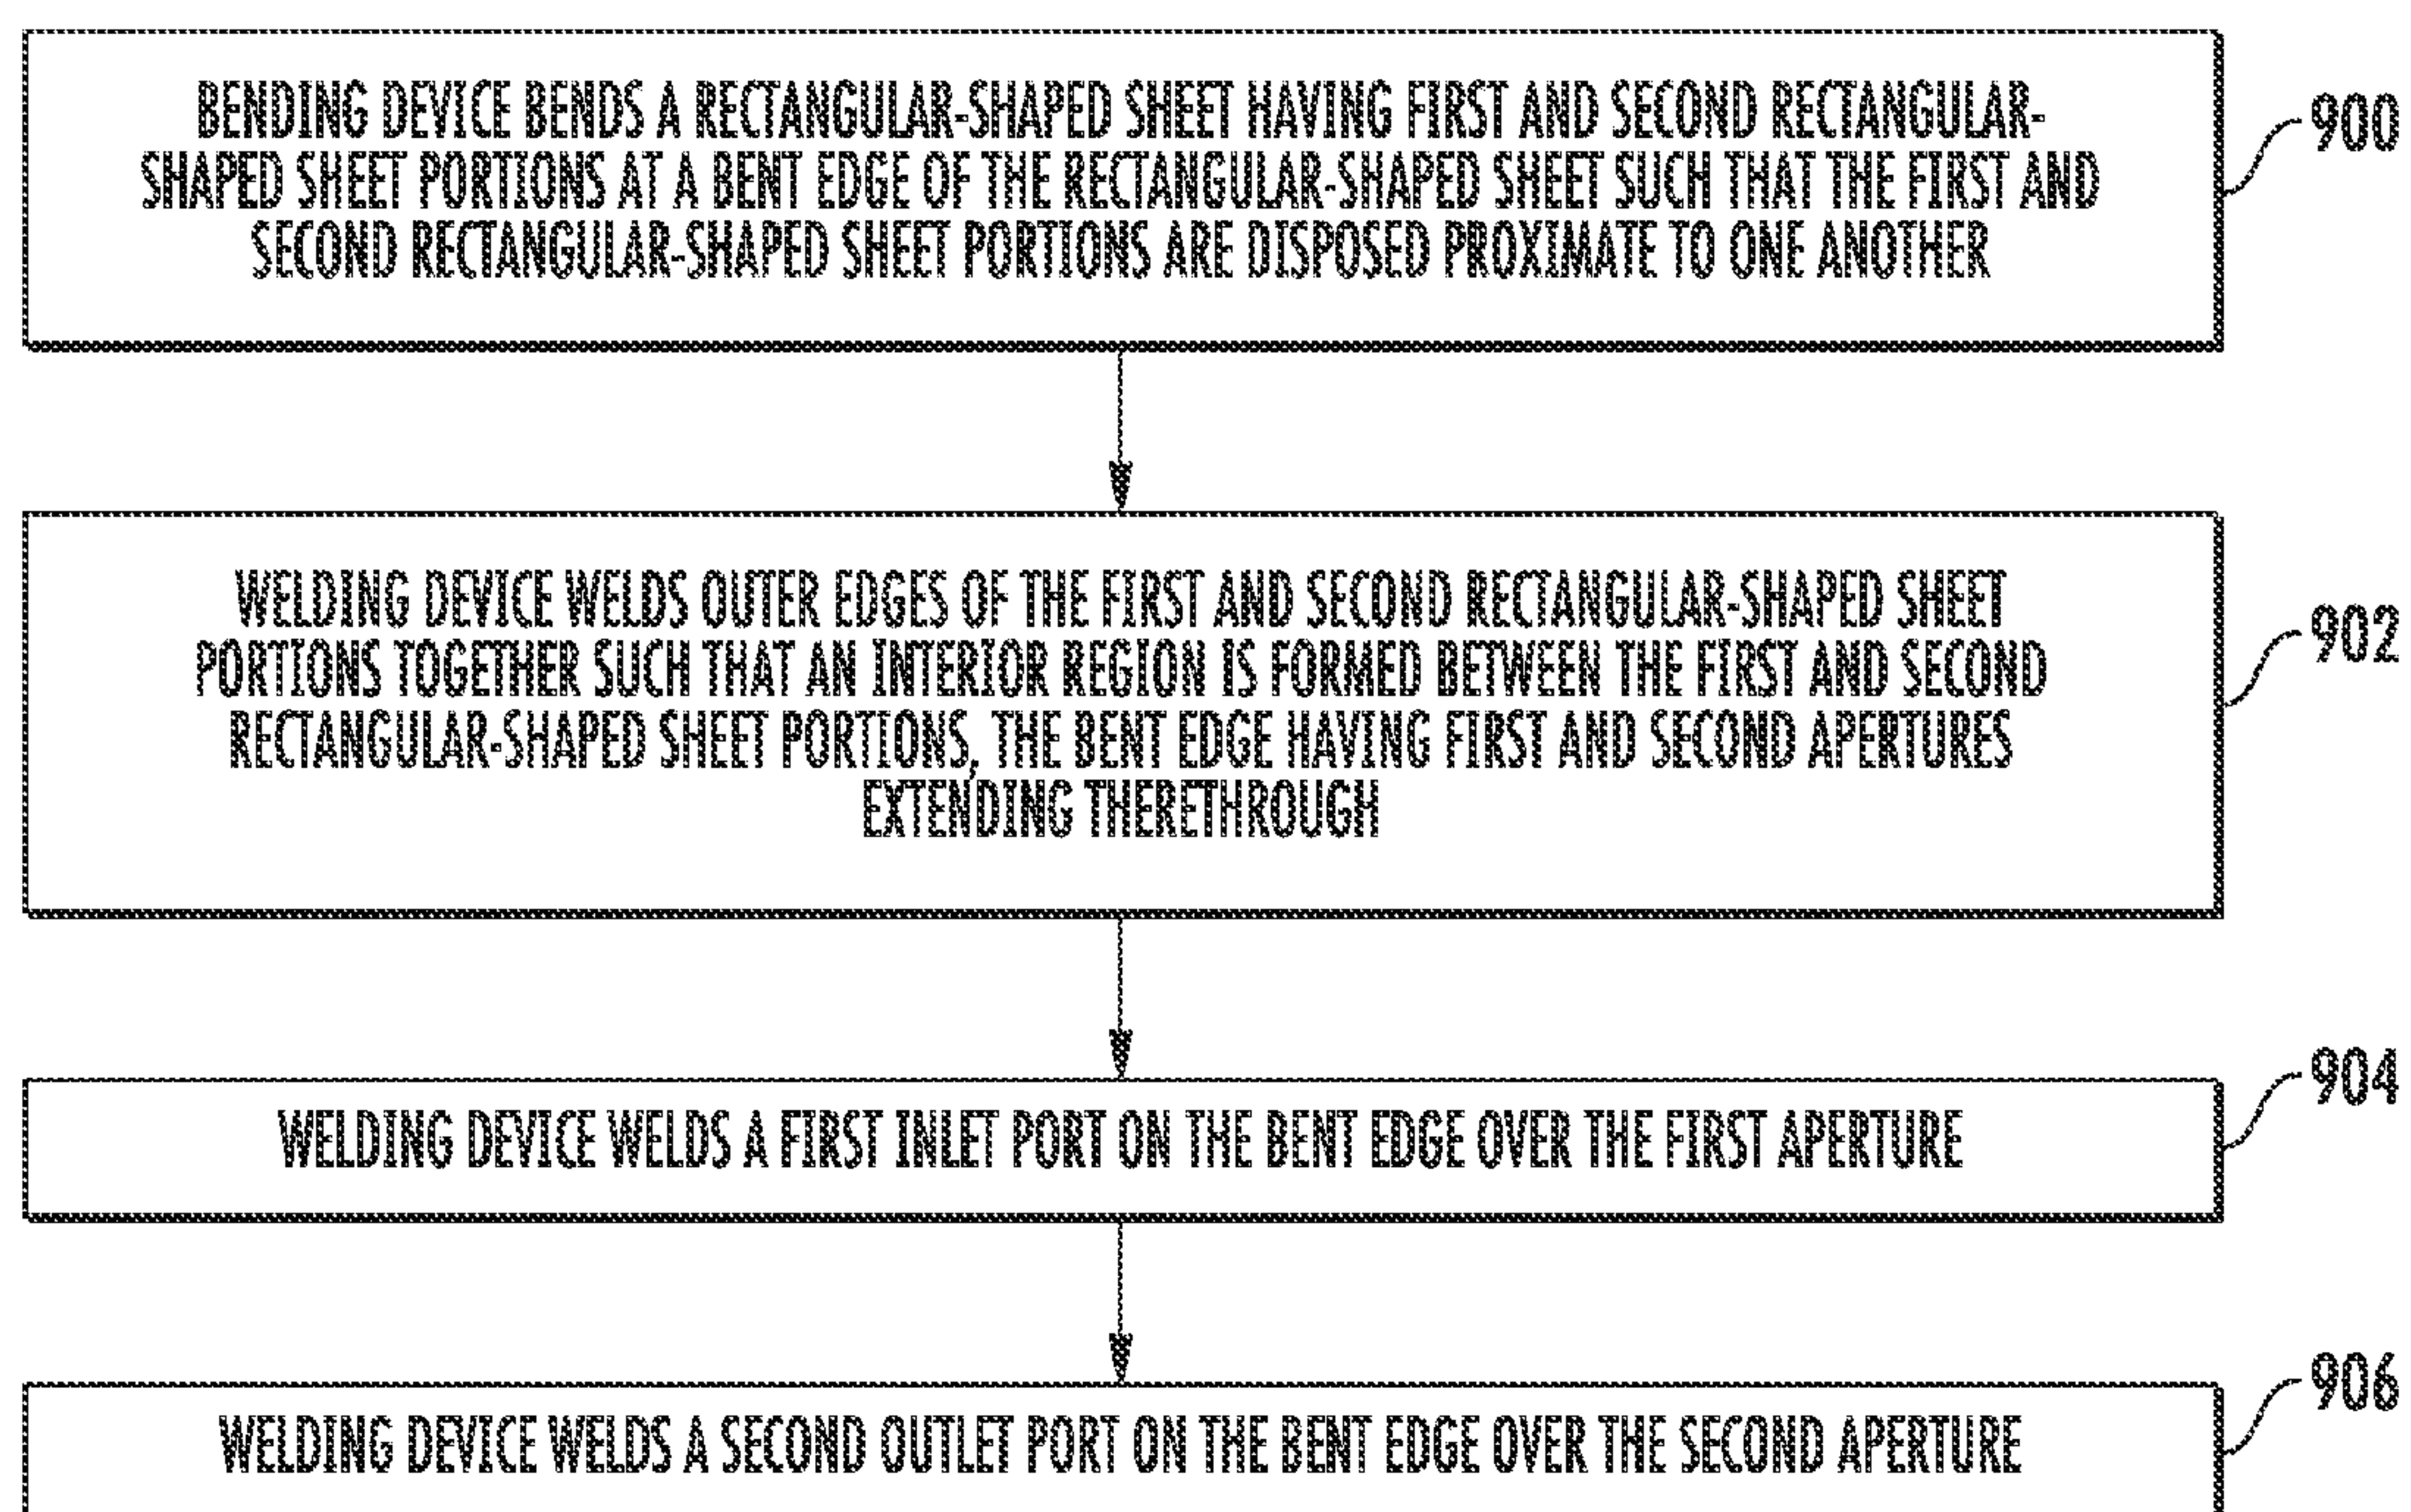 BENDING DEVICE BENDS A RECTANGULAR-SHAPED SHEET HAVING FIRST AND SECOND RECTANGULAR-
SHAPED SHEET PORTIONS AT A BENT EDGE OF THE RECTANGULAR-SHAPED SHEET SUCH THAT THE FIRST AND
SECOND RECTANGULAR-SHAPED SHEET PORTIONS ARE DISPOSED PROXIMATE TO ONE ANOTHER
900
WELDING DEVICE WELDS OUTER EDGES OF THE FIRST AND SECOND RECTANGULAR-SHAPED SHEET
PORTIONS TOGETHER SUCH THAT AN INTERIOR REGION IS FORMED BETWEEN THE FIRST AND SECOND
RECTANGULAR-SHAPED SHEET PORTIONS, THE BENT EDGE HAVING FIRST AND SECOND APERTURES
EXTENDING THERETHROUGH
902
WELDING DEVICE WELDS A FIRST INLET PORT ON THE BENT EDGE OVER THE FIRST APERTURE
904
WELDING DEVICE WELDS A SECOND OUTLET PORT ON THE BENT EDGE OVER THE SECOND APERTURE
906